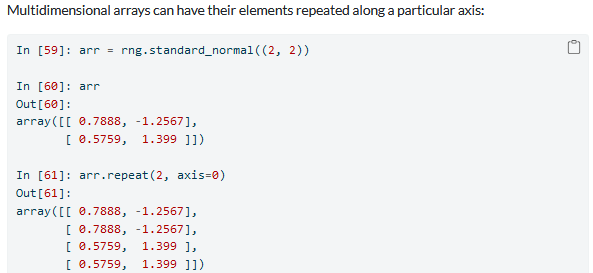 Multidimensional arrays can have their elements repeated along a particular axis:
In [59]: arr = rng.standard_normal((2, 2))
In [60]: arr
Out[60]:
array([[ 0.7888, -1.2567],
       [ 0.5759,  1.399 ]])
In [61]: arr.repeat(2, axis=0)
Out[61]:
array([[ 0.7888, -1.2567],
       [ 0.7888, -1.2567],
       [ 0.5759,  1.399 ],
       [ 0.5759,  1.399 ]])